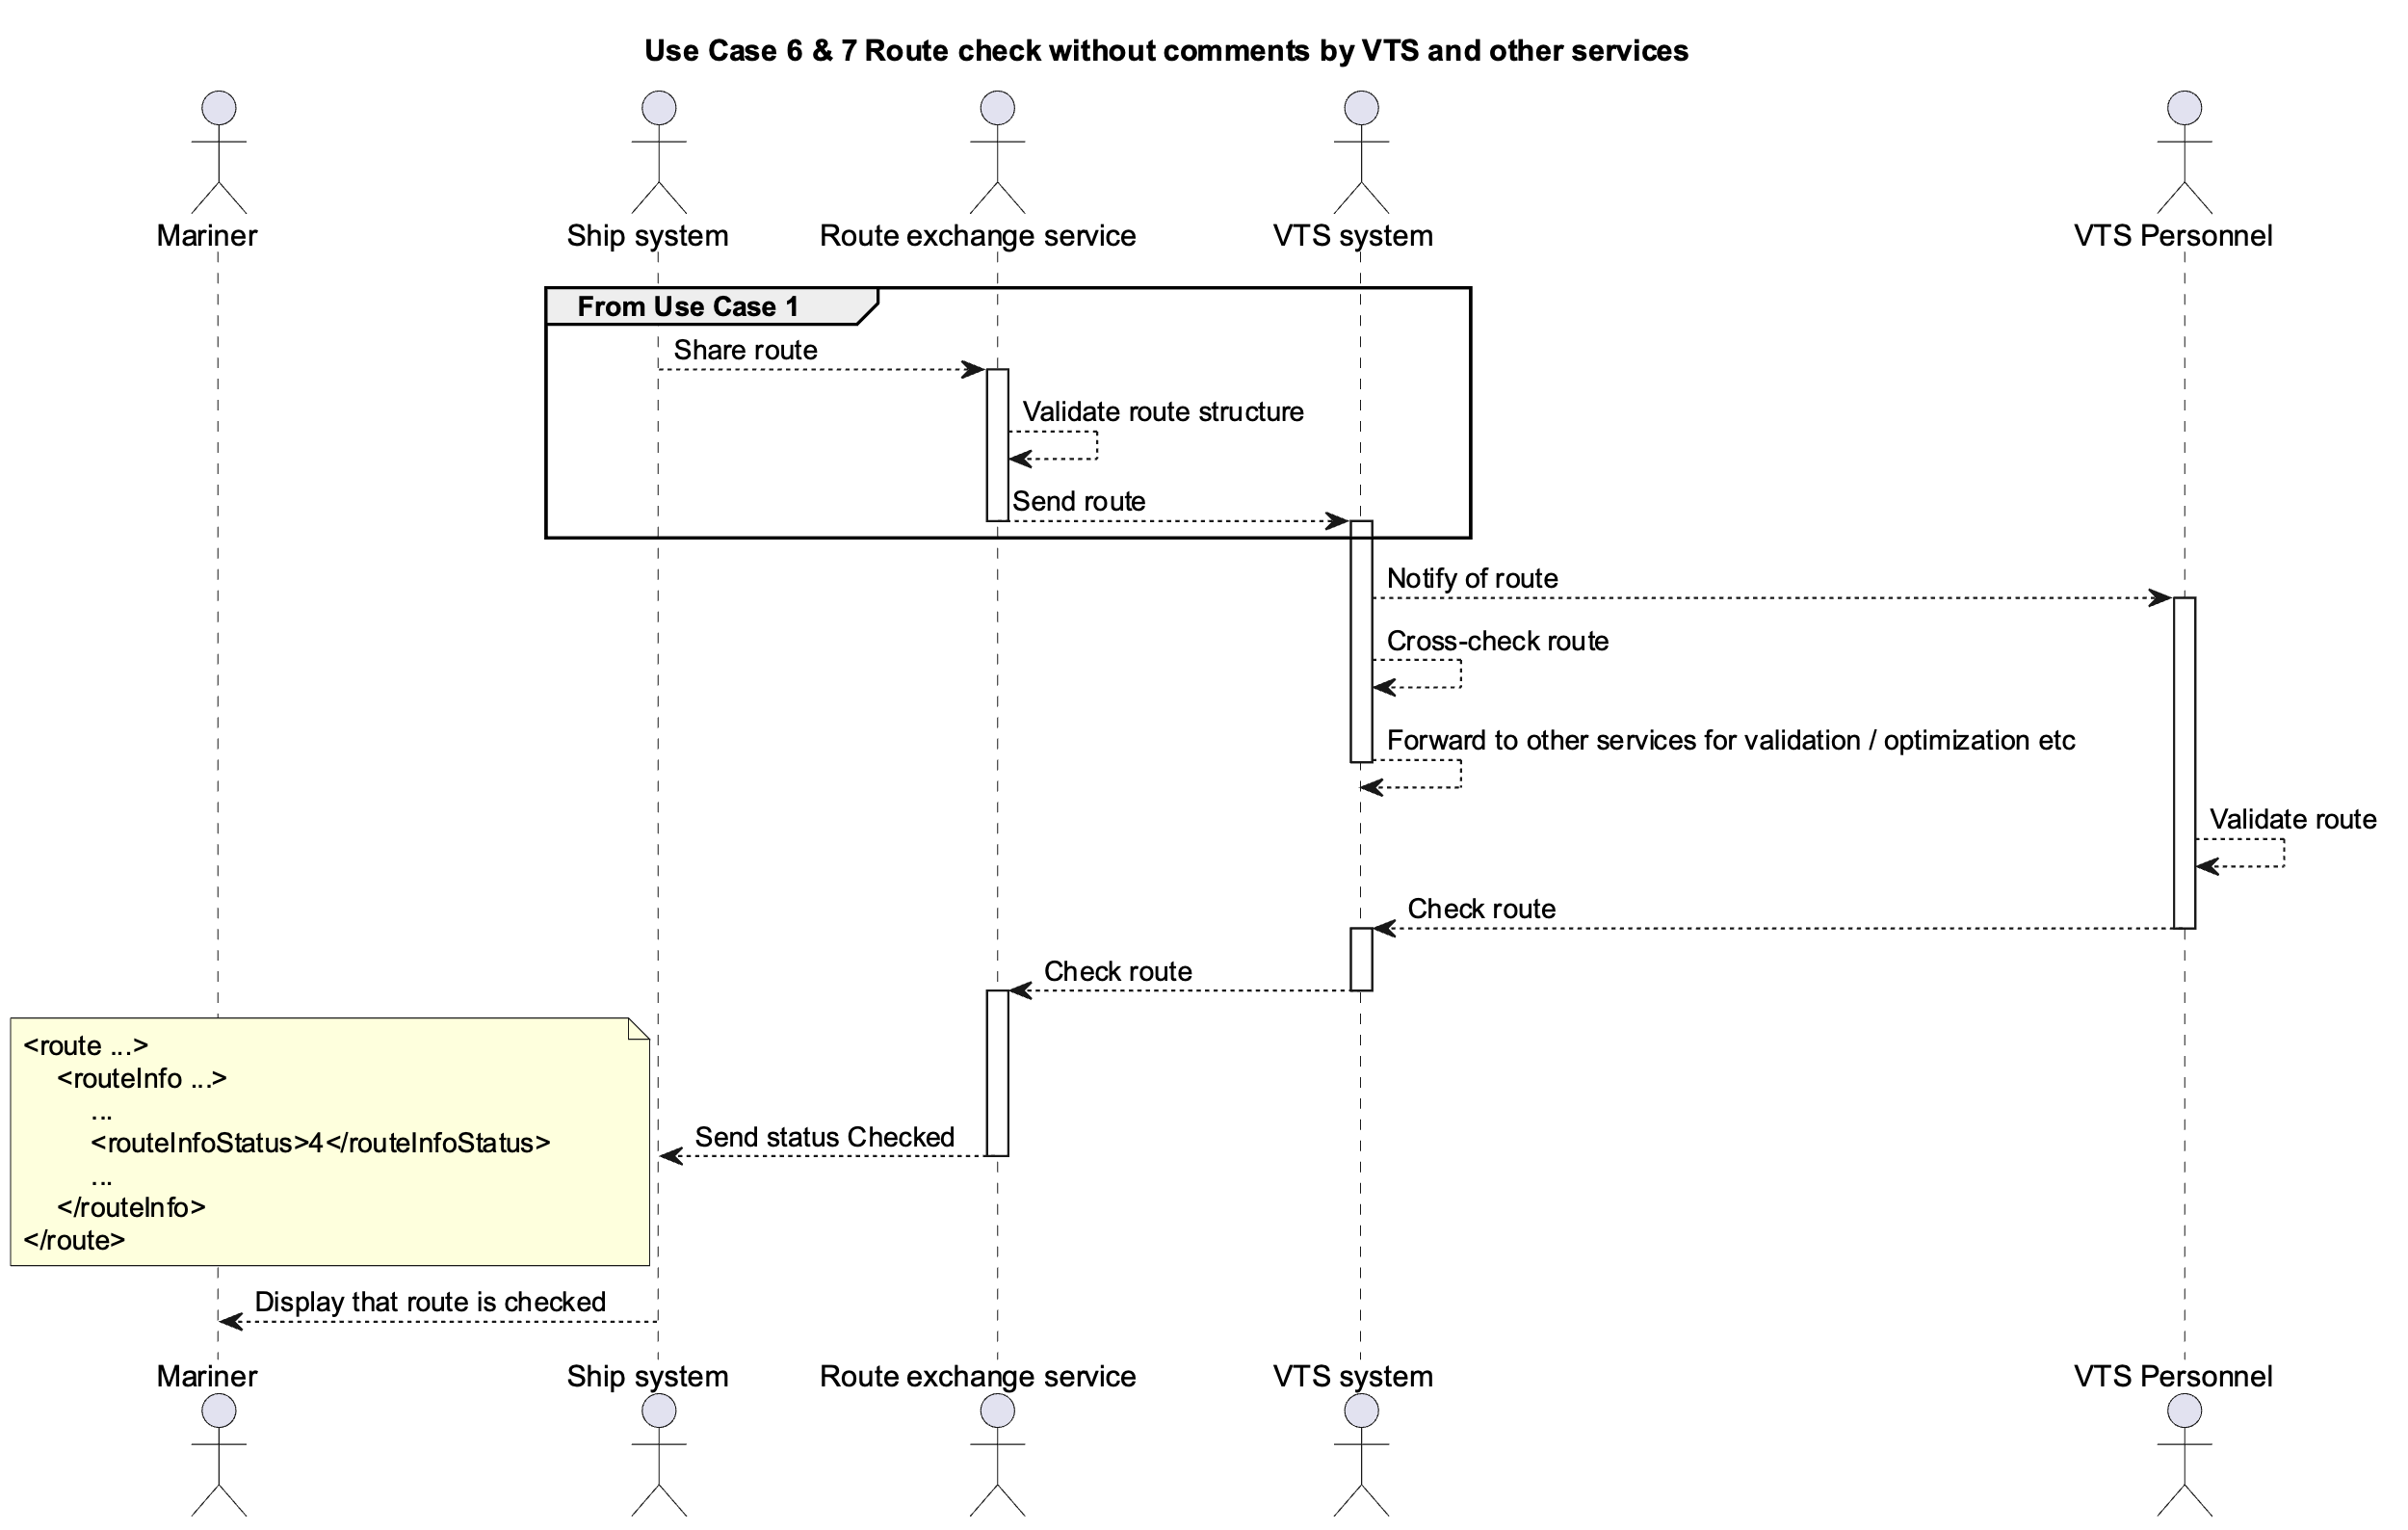 Use Case 6 & 7 Route check without comments by VTS and other services
Mariner
Ship system
Route exchange service
VTS system
VTS Personnel
From Use Case 1
Share route
Validate route structure
Send route
Notify of route
Cross-check route
Forward to other services for validation / optimization etc
Validate route
Check route
Check route
<route ...>
<routeInfo ...>
...
<routeInfoStatus>4</routeInfoStatus>
...
</routeInfo>
</route>
Send status Checked
Display that route is checked
Mariner
Ship system
Route exchange service
VTS system
VTS Personnel